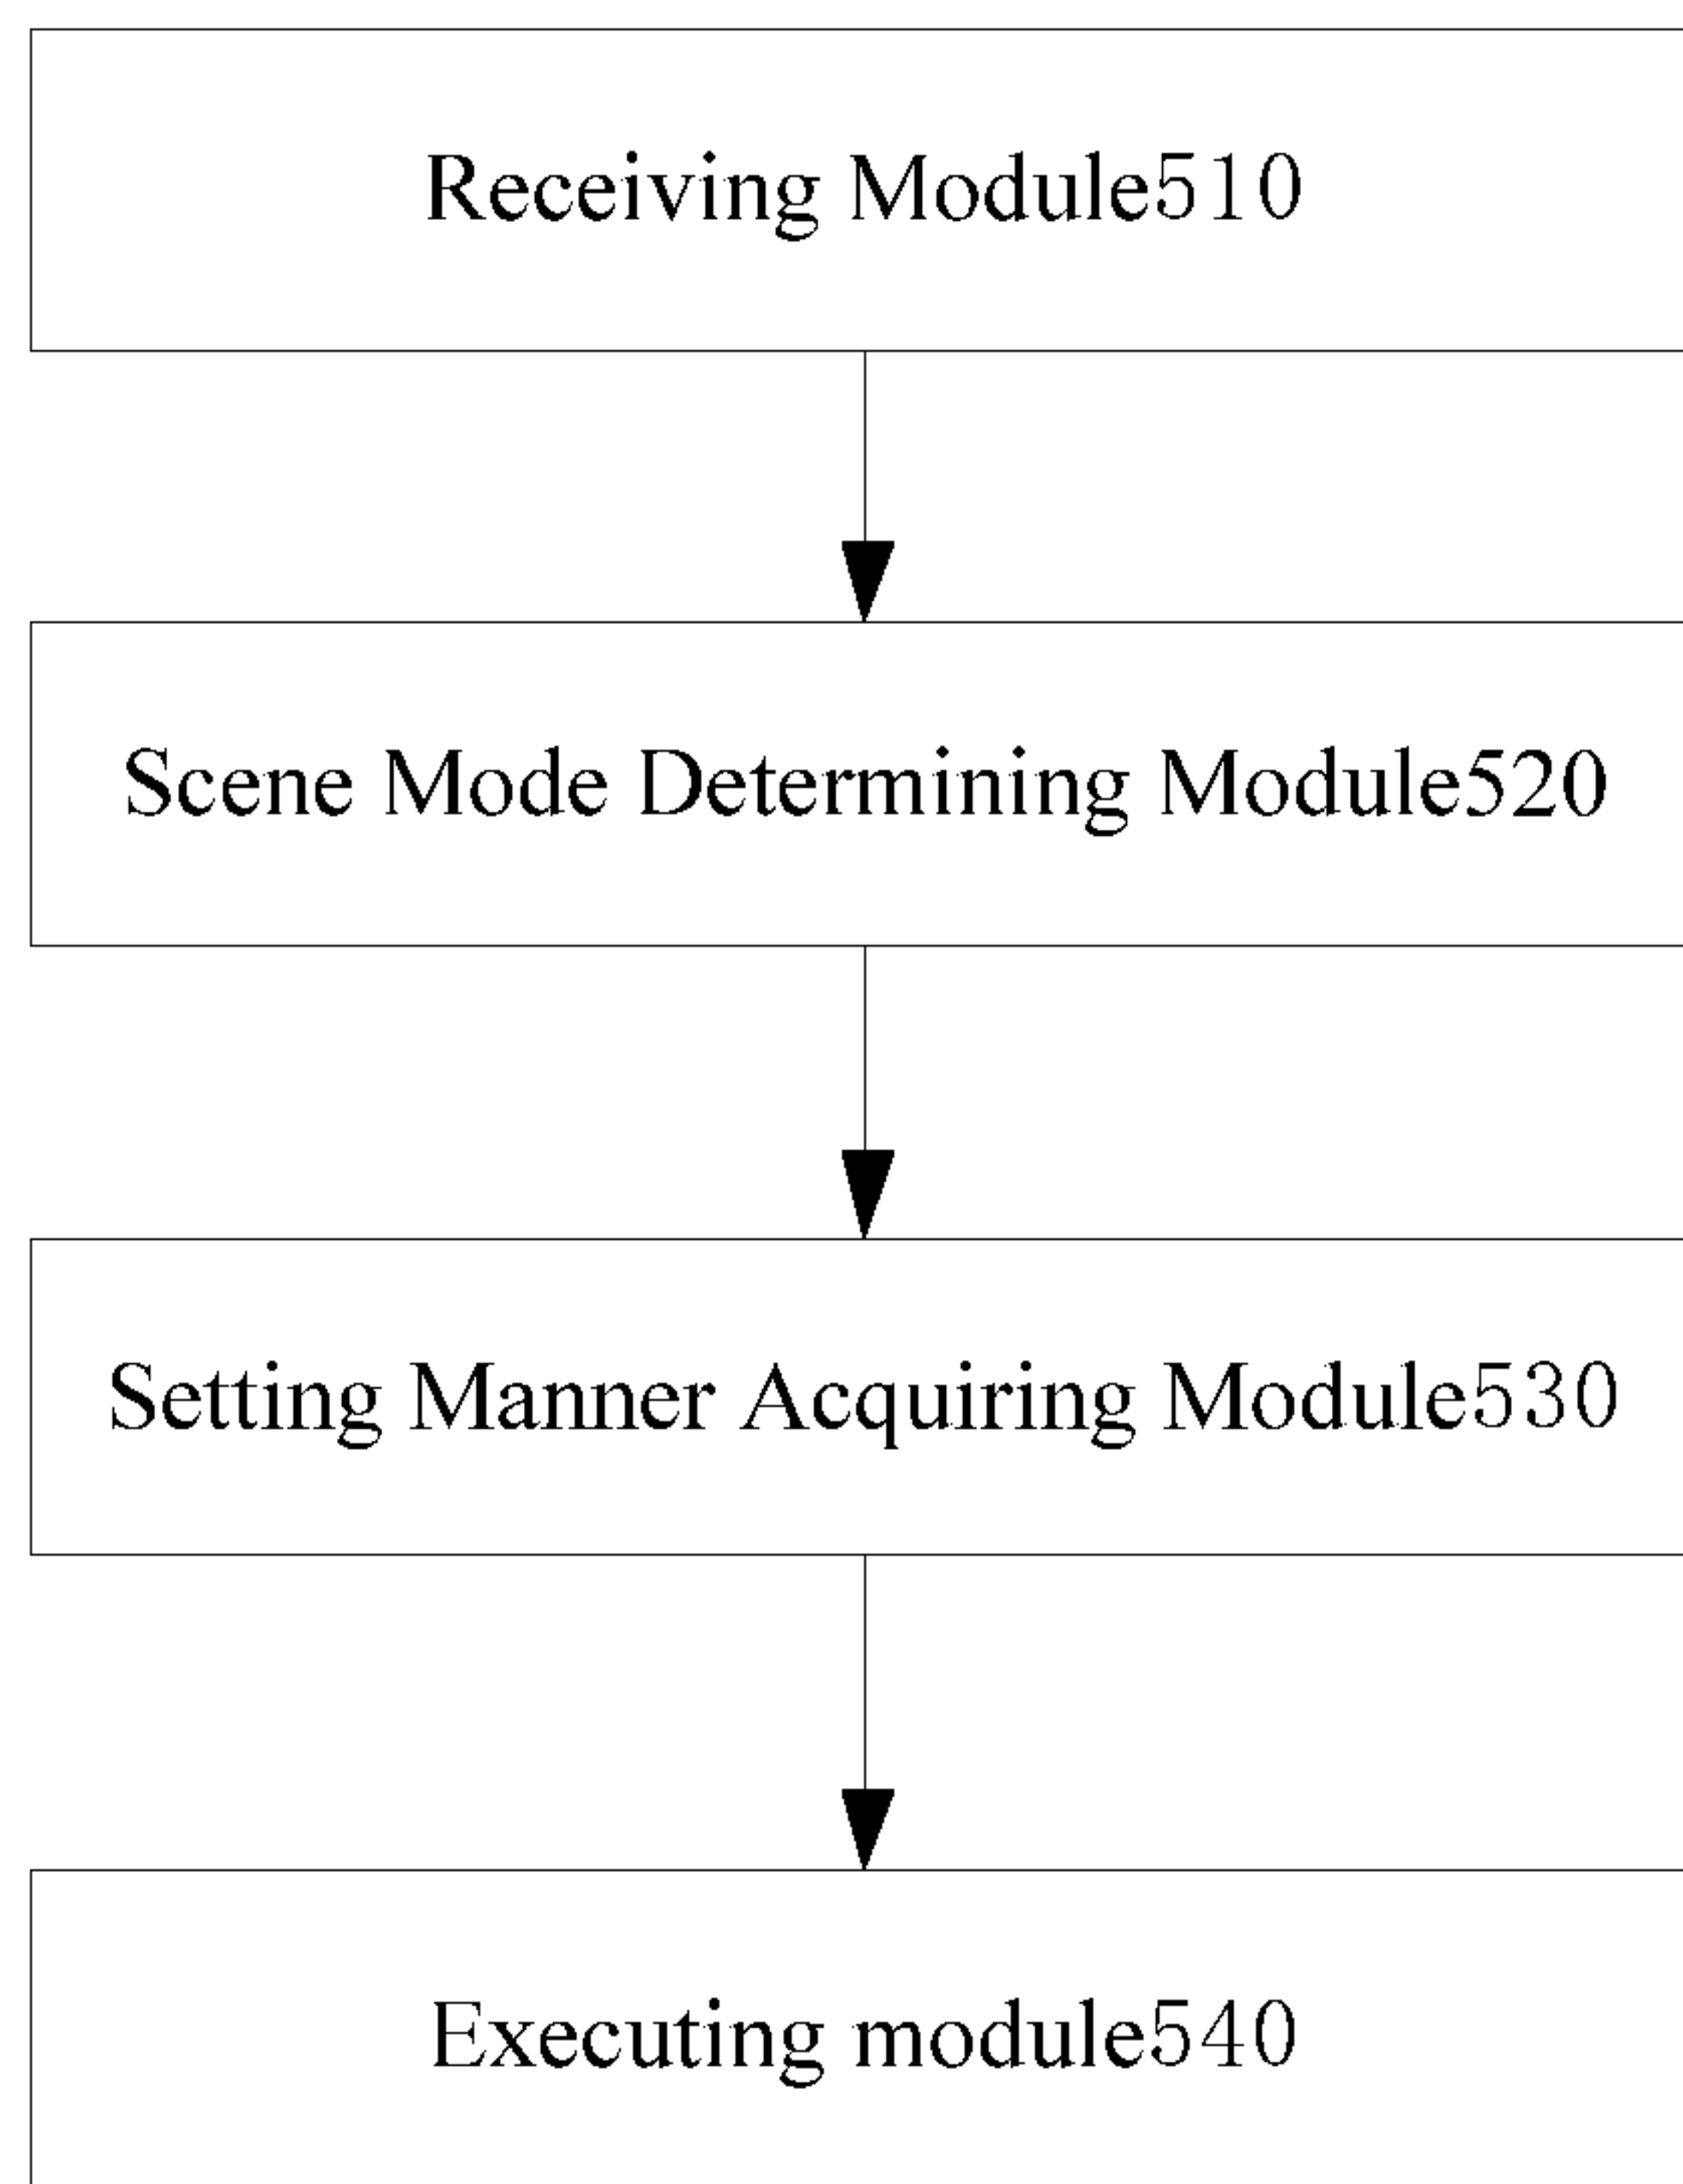 Receiving Module510
Scene Mode Determining Module520
Setting Manner Acquiring Module530
Executing module540